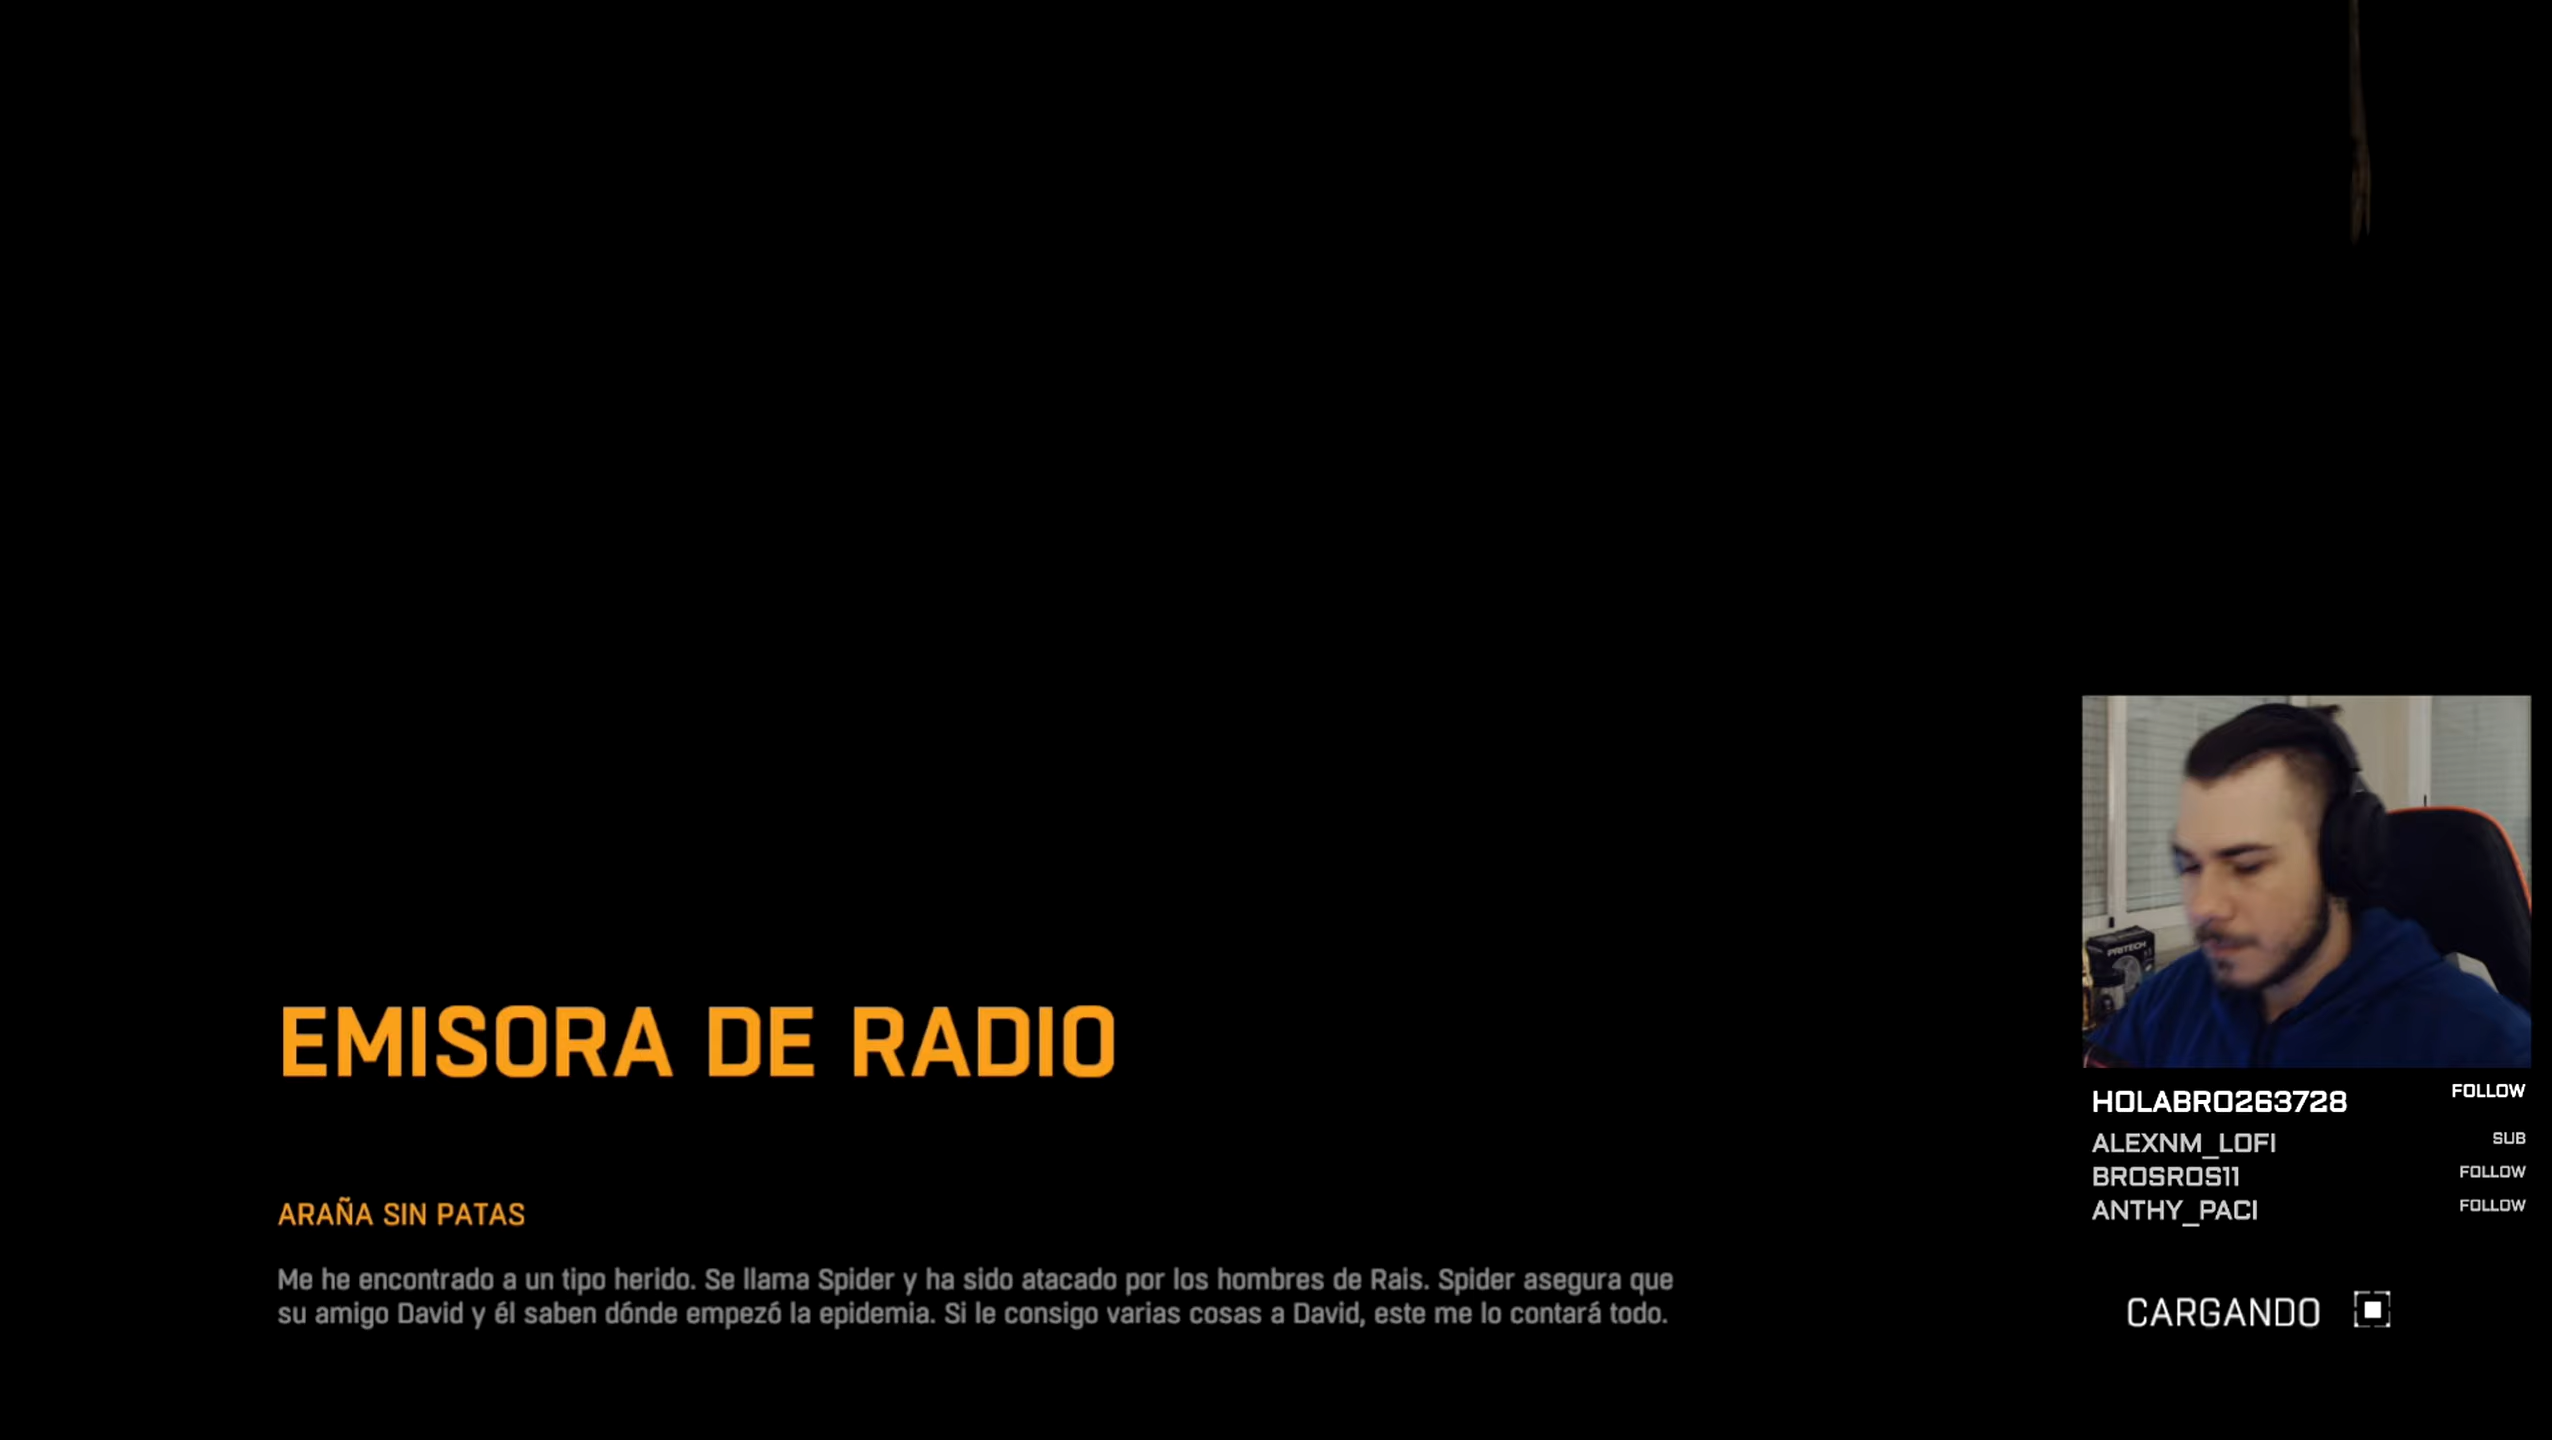 PRITECH
EMISORA DE RADIO
HOLABRO263728 FOLLOW
ALEXNM_LOFI SUB
BROSROS11 FOLLOW
ANTHY_PACI FOLLOW
ARAÑA SIN PATAS
Me he encontrado a un tipo herido. Se llama Spider y ha sido atacado por los hombres de Rais. Spider asegura que
su amigo David y él saben dónde empezó la epidemia. Si le consigo varias cosas a David, este me lo contará todo.
CARGANDO